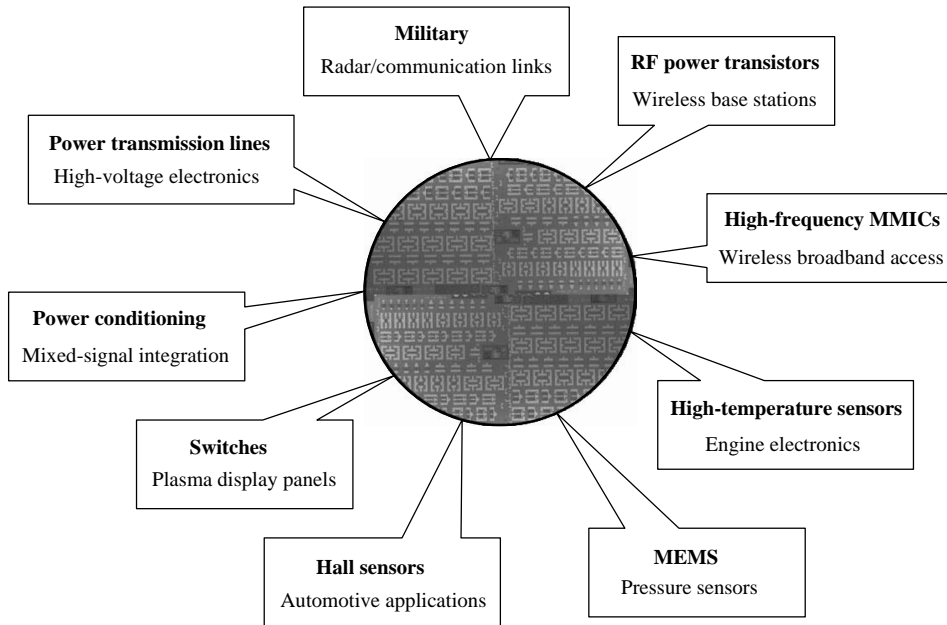 Military
Radar/communication links
RF power transistors
Wireless base stations
Power transmission lines
High-voltage electronics
High-frequency MMICs
Wireless broadband access
Power conditioning
Mixed-signal integration
High-temperature sensors
Engine electronics
Switches
Plasma display panels
Hall sensors
Automotive applications
MEMS
Pressure sensors